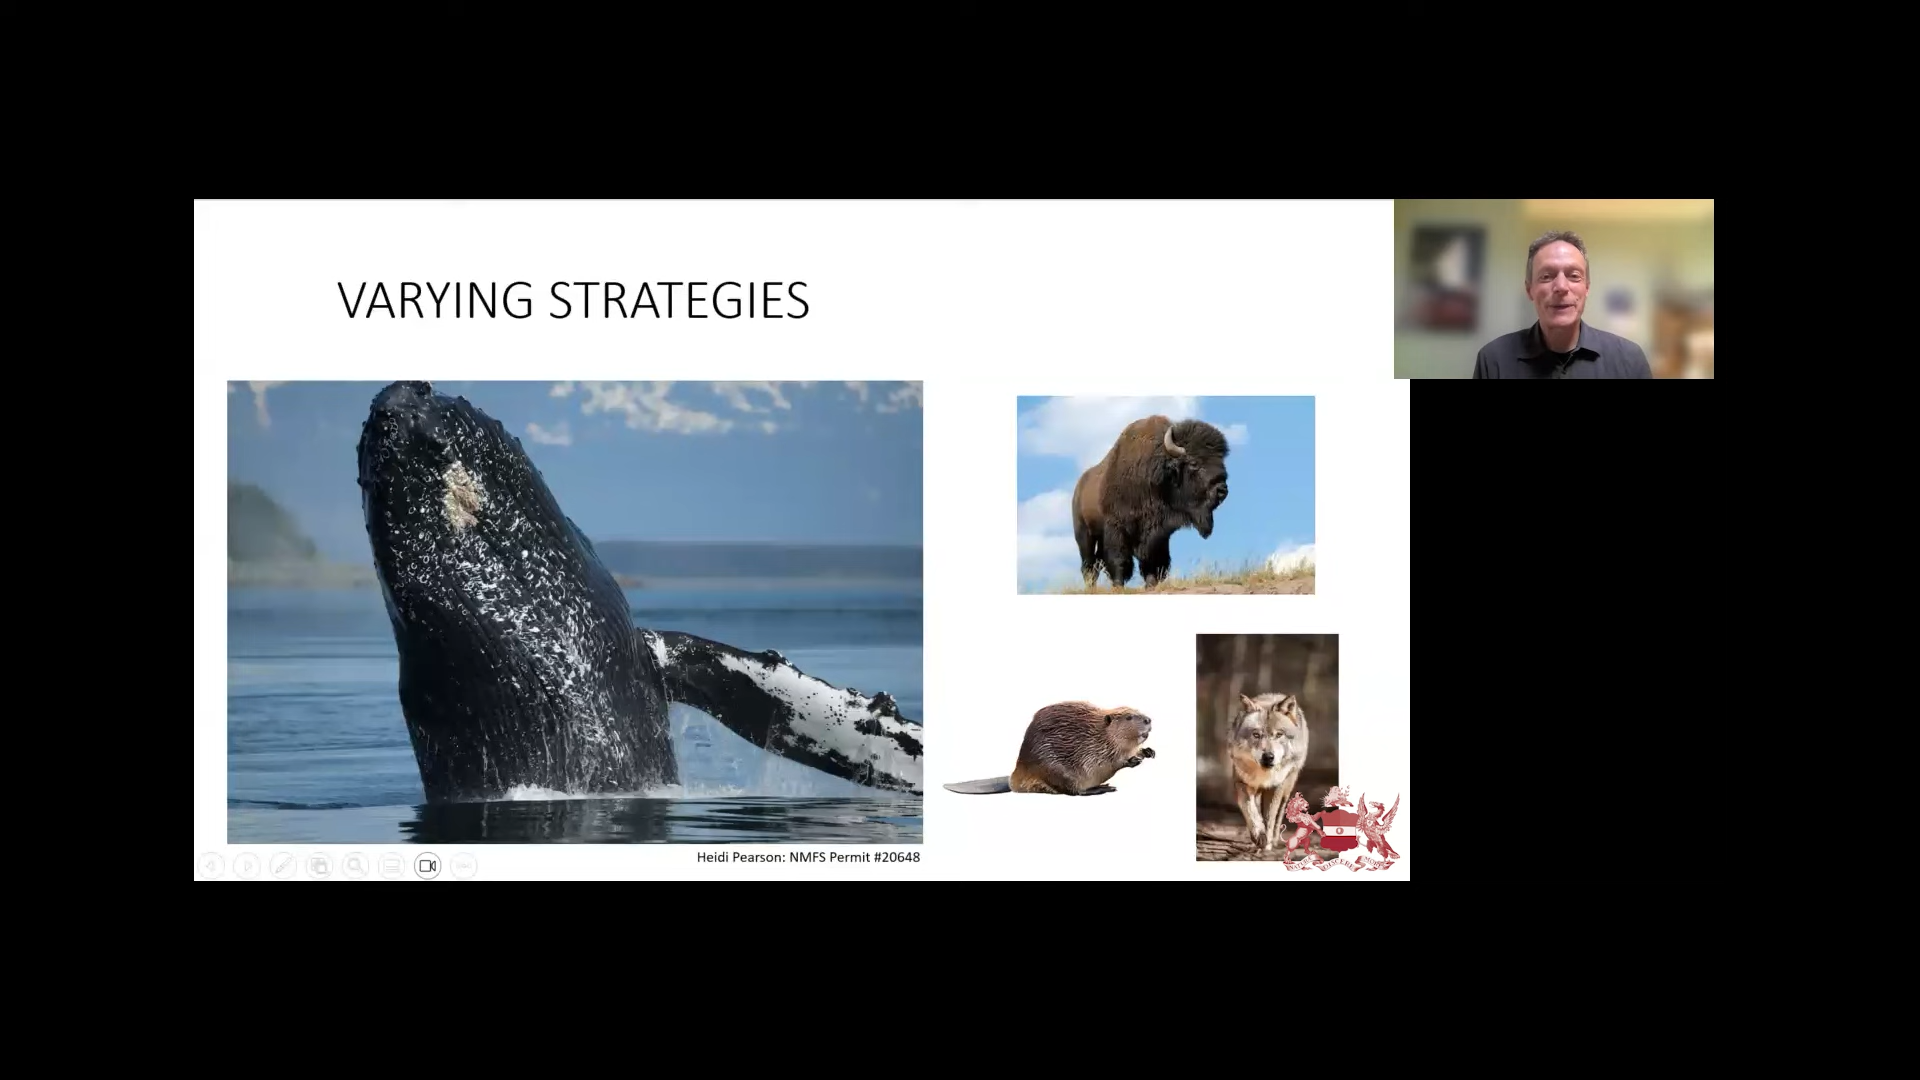 VARYING STRATEGIES
Heidi Pearson: NMFS Permit #20648